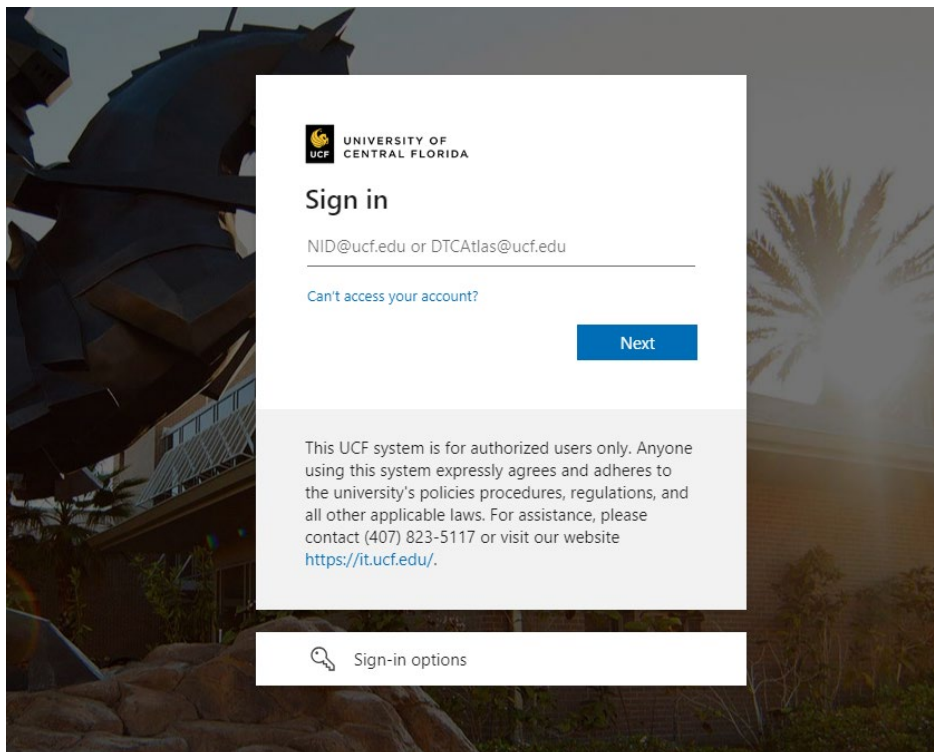 UCF
UNIVERSITY OF
CENTRAL FLORIDA
Sign in
NID@ucf.edu or DTCAtlas@ucf.edu
Can't access your account?
Next
This UCF system is for authorized users only. Anyone
using this system expressly agrees and adheres to
the university's policies procedures, regulations, and
all other applicable laws. For assistance, please
contact (407) 823-5117 or visit our website
https://it.ucf.edu/.
Sign-in options